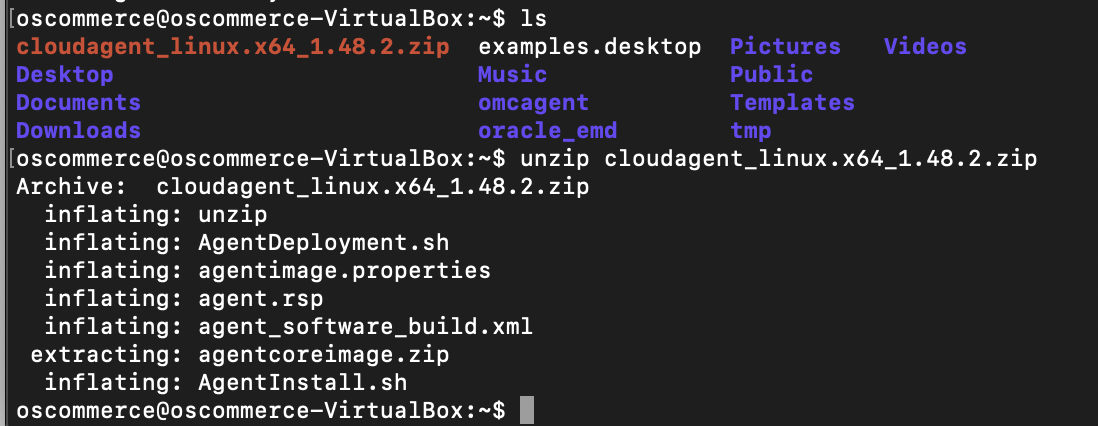 [oscommerce@oscommerce-VirtualBox:~$ ls
cloudagent_linux.x64_1.48.2.zip examples.desktop Pictures Videos
Desktop Music Public
Documents omcagent Templates
Downloads oracle_emd tmp
[oscommerce@oscommerce-VirtualBox:~$ unzip cloudagent_linux.x64_1.48.2.zip
Archive: cloudagent_linux.x64_1.48.2.zip
inflating: unzip
inflating: AgentDeployment.sh
inflating: agentimage.properties
inflating: agent.rsp
inflating: agent_software_build.xml
extracting: agentcoreimage.zip
inflating: AgentInstall.sh
oscommerce@oscommerce-VirtualBox:~$